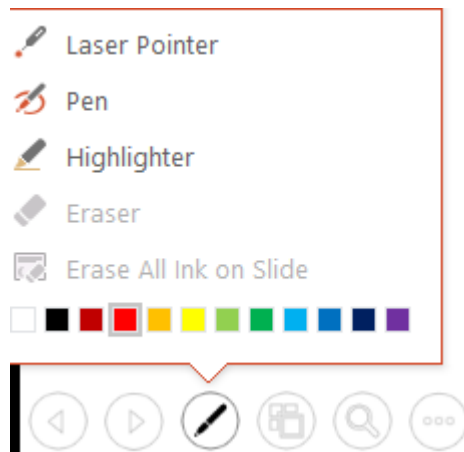 Laser Pointer
Pen
Highlighter
Eraser
Erase All Ink on Slide